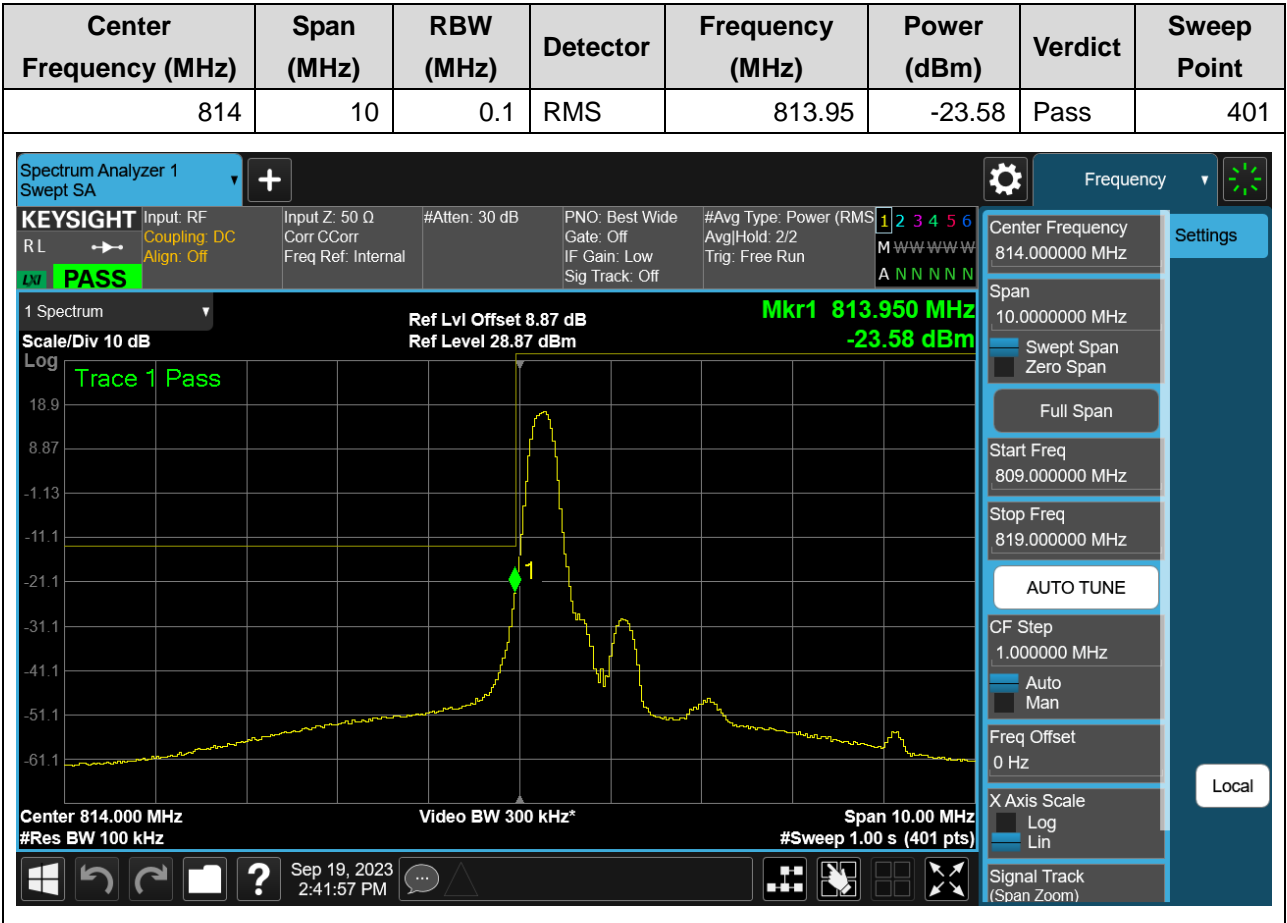 Center Frequency (MHz) Span (MHz) RBW (MHz) Detector Frequency (MHz) Power (dBm) Verdict Sweep Point
814 10 0.1 RMS 813.95 -23.58 Pass 401
Spectrum Analyzer 1
Swept SA
Frequency
KEYSIGHT
R L
LXI PASS
Input: RF
Coupling: DC
Align: Off
Input Z: 50 Ω
Corr CCorr
Freq Ref: Internal
#Atten: 30 dB
PNO: Best Wide
Gate: Off
IF Gain: Low
Sig Track: Off
#Avg Type: Power (RMS
Avg|Hold: 2/2
Trig: Free Run
1 2 3 4 5 6
M W W W W W
A N N N N N
1 Spectrum
Scale/Div 10 dB
Ref Lvl Offset 8.87 dB
Ref Level 28.87 dBm
Mkr1 813.950 MHz
-23.58 dBm
Log
Trace 1 Pass
18.9
8.87
-1.13
-11.1
-21.1
-31.1
-41.1
-51.1
-61.1
1
Center 814.000 MHz
#Res BW 100 kHz
Video BW 300 kHz*
Span 10.00 MHz
#Sweep 1.00 s (401 pts)
Center Frequency
814.000000 MHz
Settings
Span
10.0000000 MHz
Swept Span
Zero Span
Full Span
Start Freq
809.000000 MHz
Stop Freq
819.000000 MHz
AUTO TUNE
CF Step
1.000000 MHz
Auto
Man
Freq Offset
0 Hz
X Axis Scale
Log
Lin
Local
Signal Track
(Span Zoom)
?
Sep 19, 2023
2:41:57 PM